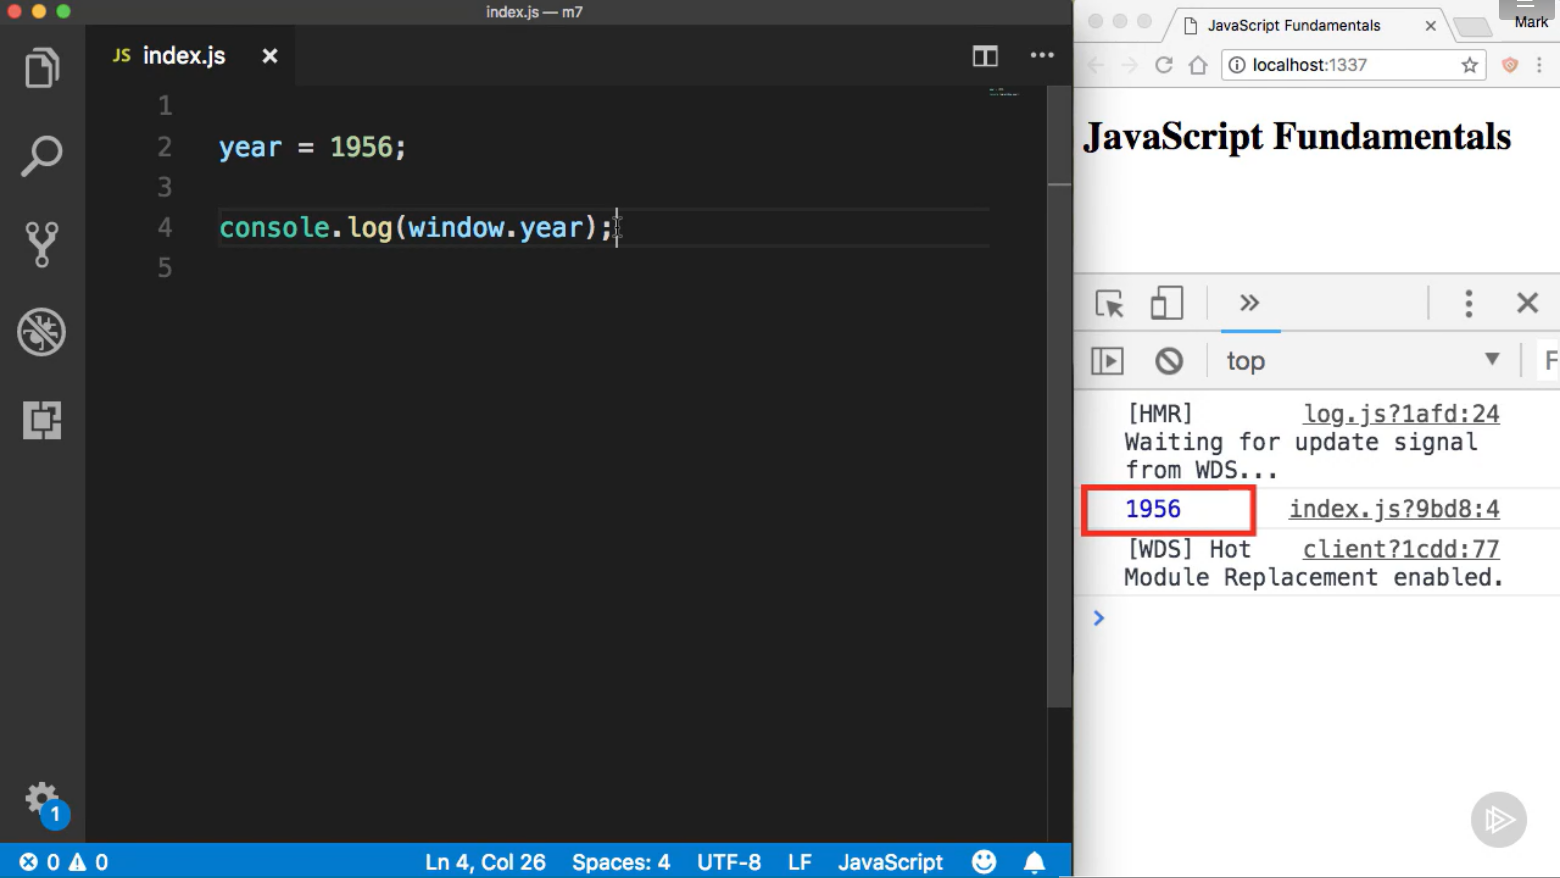 index.js — m7
JS index.js
1
2 year = 1956;
3
4 console.log(window.year);
5
1
0 0
Ln 4, Col 26 Spaces: 4 UTF-8 LF JavaScript
JavaScript Fundamentals
Mark
localhost:1337
JavaScript Fundamentals
top
F
[HMR] log.js?1afd:24
Waiting for update signal
from WDS...
1956 index.js?9bd8:4
[WDS] Hot client?1cdd:77
Module Replacement enabled.